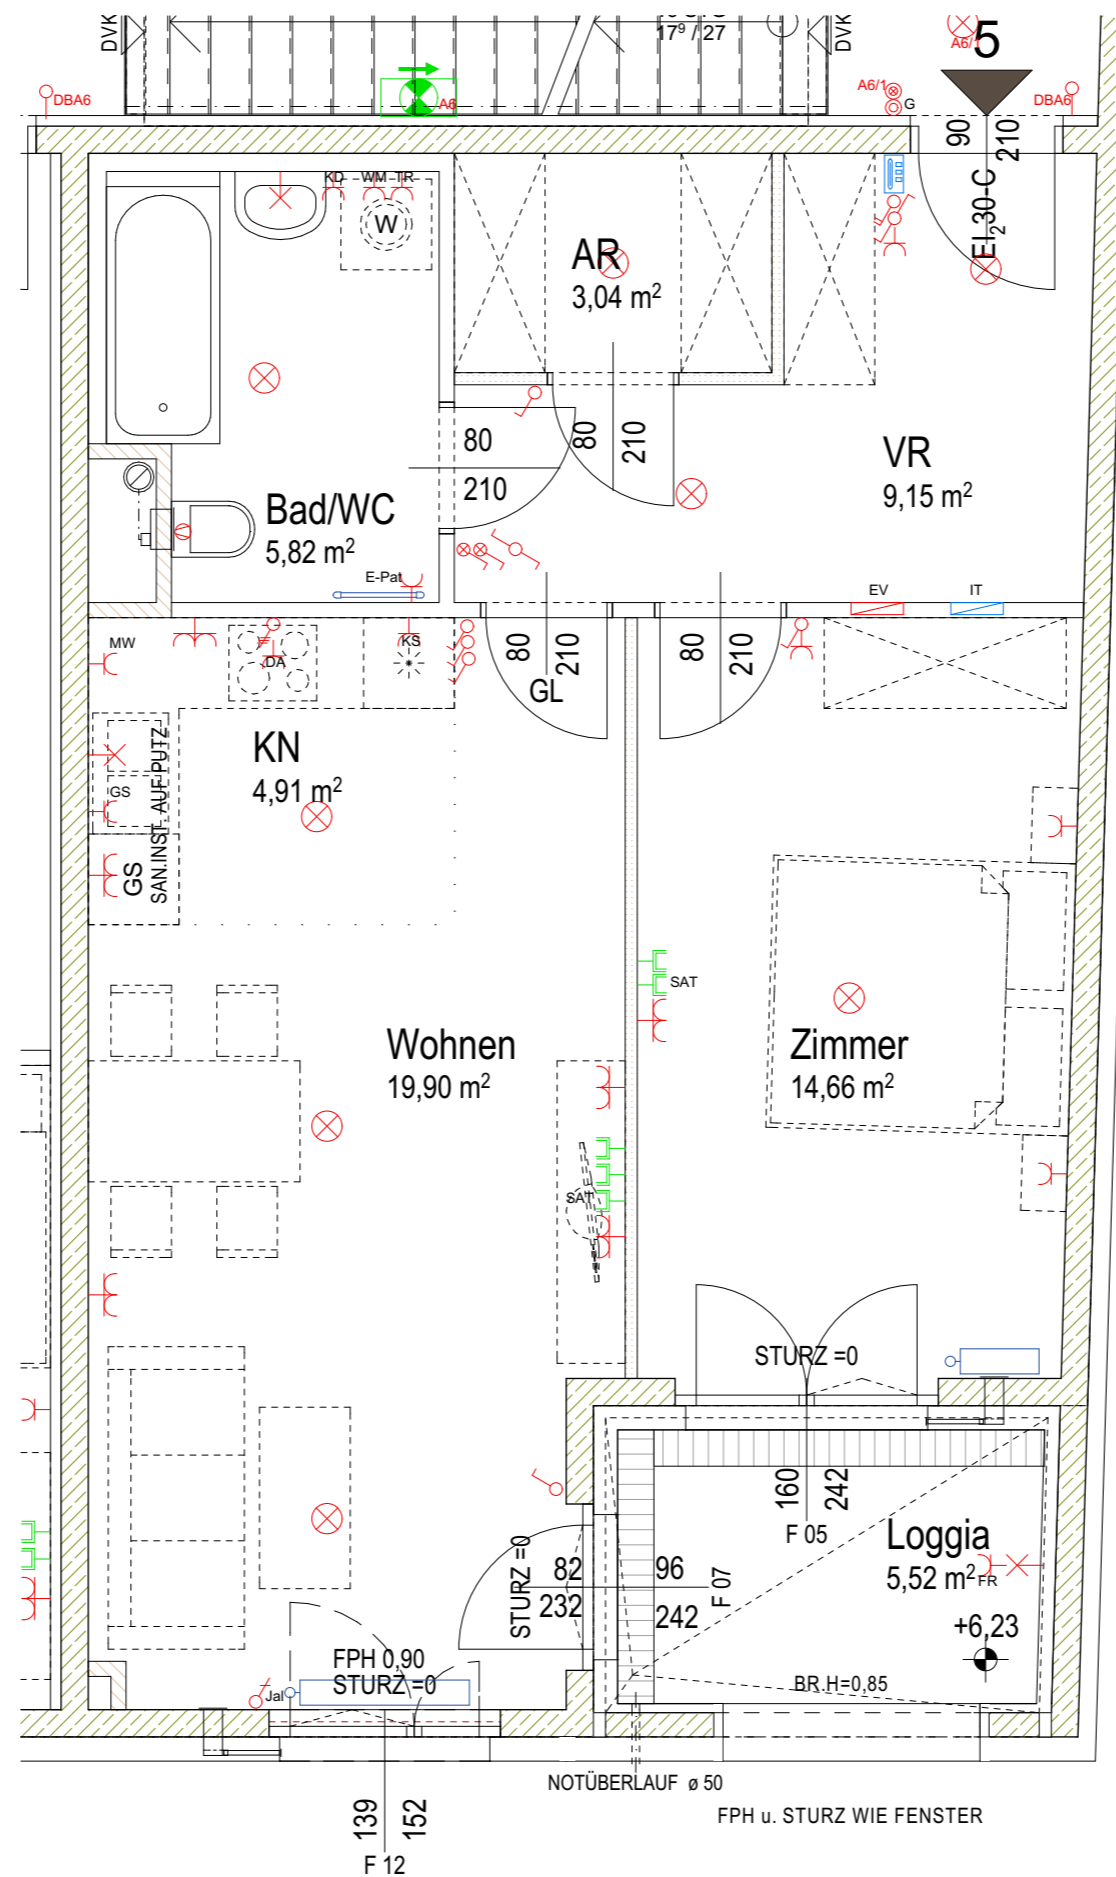 DVK
17⁹ / 27
DVK
5
A6/1
A6
DBA6
A6/1
G
DBA6
90
210
EI₂30-C
KD
WM
TR
W
AR
3,04 m²
80
210
80
210
VR
9,15 m²
Bad/WC
5,82 m²
E-Pat
EV
IT
MW
DA
KS
80
210
GL
80
210
KN
4,91 m²
GS
SAN.INST. AUF PUTZ
GS
SAT
Wohnen
19,90 m²
Zimmer
14,66 m²
SAT
STURZ =0
160
242
F 05
Loggia
5,52 m²
FR
STURZ=0
82
232
96
242
F 07
+6,23
FPH 0,90
STURZ =0
Jal
BR.H=0,85
NOTÜBERLAUF ø 50
FPH u. STURZ WIE FENSTER
139
152
F 12